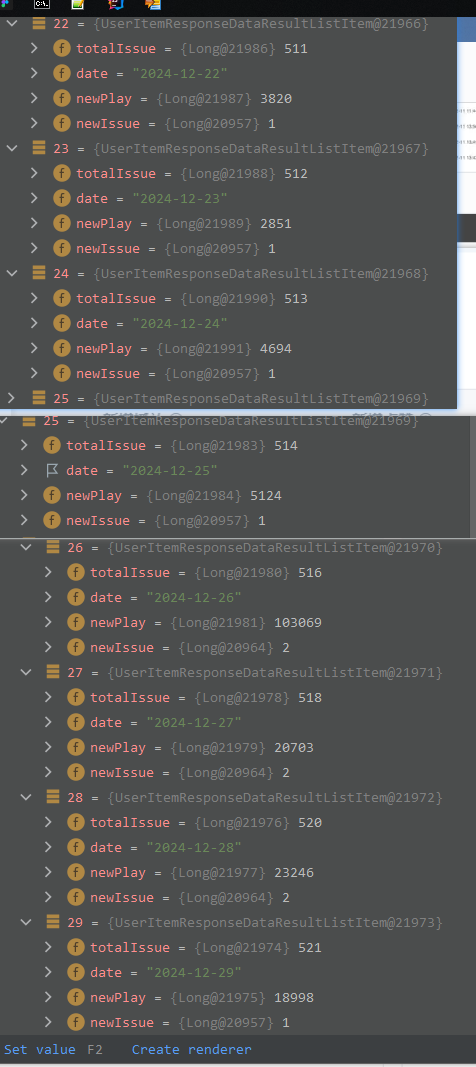 22 = {UserItemResponseDataResultListItem@21966}
totalIssue = {Long@21986} 511
date = "2024-12-22"
newPlay = {Long@21987} 3820
newIssue = {Long@20957} 1
23 = {UserItemResponseDataResultListItem@21967}
totalIssue = {Long@21988} 512
date = "2024-12-23"
newPlay = {Long@21989} 2851
newIssue = {Long@20957} 1
24 = {UserItemResponseDataResultListItem@21968}
totalIssue = {Long@21990} 513
date = "2024-12-24"
newPlay = {Long@21991} 4694
newIssue = {Long@20957} 1
25 = {UserItemResponseDataResultListItem@21969}
25 = {UserItemResponseDataResultListItem@21969}
totalIssue = {Long@21983} 514
date = "2024-12-25"
newPlay = {Long@21984} 5124
newIssue = {Long@20957} 1
26 = {UserItemResponseDataResultListItem@21970}
totalIssue = {Long@21980} 516
date = "2024-12-26"
newPlay = {Long@21981} 103069
newIssue = {Long@20964} 2
27 = {UserItemResponseDataResultListItem@21971}
totalIssue = {Long@21978} 518
date = "2024-12-27"
newPlay = {Long@21979} 20703
newIssue = {Long@20964} 2
28 = {UserItemResponseDataResultListItem@21972}
totalIssue = {Long@21976} 520
date = "2024-12-28"
newPlay = {Long@21977} 23246
newIssue = {Long@20964} 2
29 = {UserItemResponseDataResultListItem@21973}
totalIssue = {Long@21974} 521
date = "2024-12-29"
newPlay = {Long@21975} 18998
newIssue = {Long@20957} 1
Set value F2 Create renderer